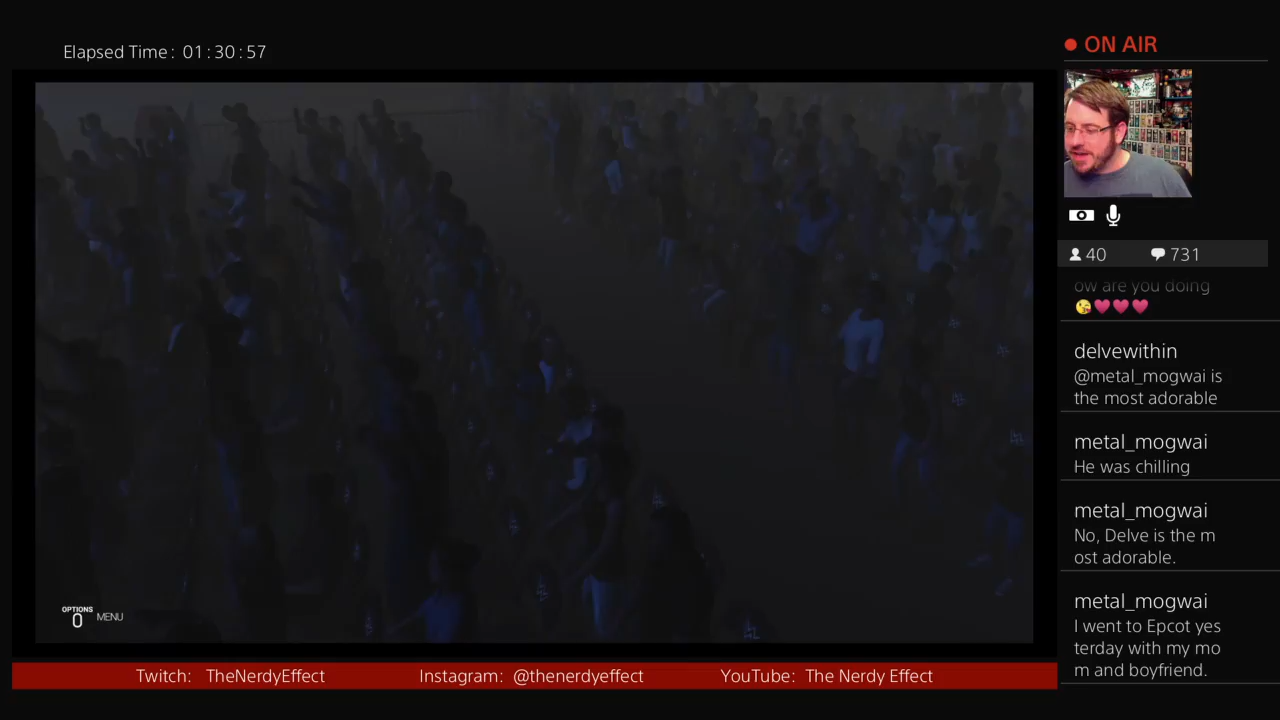 Elapsed Time: 01:30:57
ON AIR
40 731
ow are you doing
😘💗💗💗
delvewithin
@metal_mogwai is
the most adorable
metal_mogwai
He was chilling
metal_mogwai
No, Delve is the m
ost adorable.
metal_mogwai
I went to Epcot yes
terday with my mo
m and boyfriend.
OPTIONS
MENU
Twitch: TheNerdyEffect Instagram: @thenerdyeffect YouTube: The Nerdy Effect